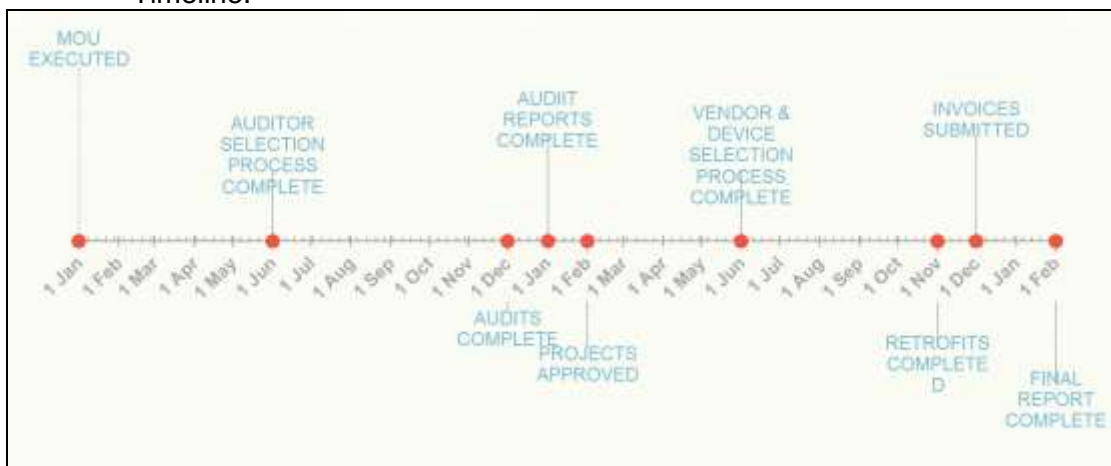 Timeline:
MOU
EXECUTED
AUDITOR
SELECTION
PROCESS
COMPLETE
AUDIIT
REPORTS
COMPLETE
VENDOR &
DEVICE
SELECTION
PROCESS
COMPLETE
INVOICES
SUBMITTED
1 Jan
1 Feb
1 Mar
1 Apr
1 May
1 Jun
1 Jul
1 Aug
1 Sep
1 Oct
1 Nov
1 Dec
1 Jan
1 Feb
1 Mar
1 Apr
1 May
1 Jun
1 Jul
1 Aug
1 Sep
1 Oct
1 Nov
1 Dec
1 Jan
1 Feb
AUDITS
COMPLETE
PROJECTS
APPROVED
RETROFITS
COMPLETE
D
FINAL
REPORT
COMPLETE